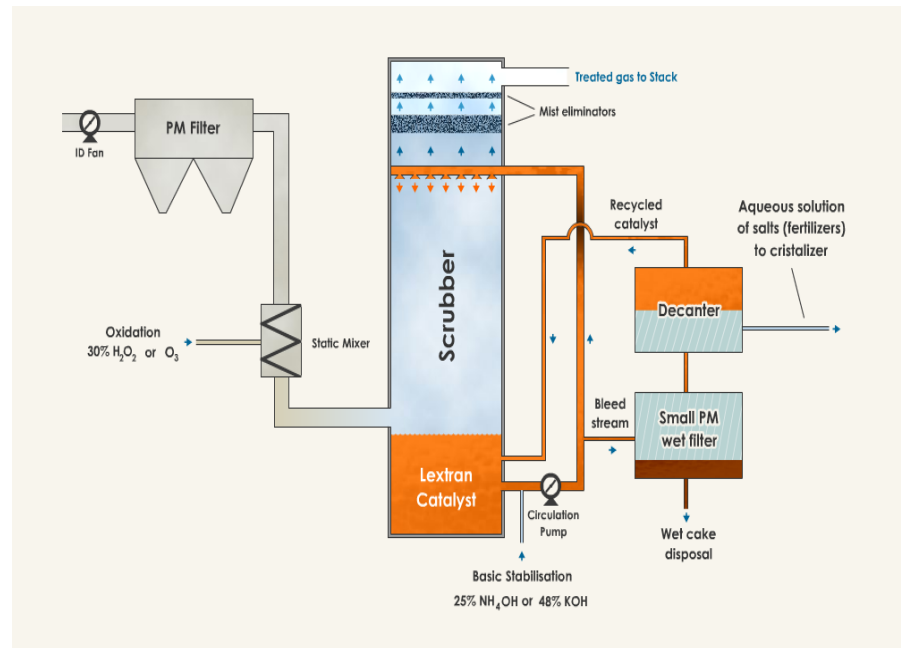 Treated gas to Stack
Mist eliminators
PM Filter
ID Fan
Recycled
catalyst
Aqueous solution
of salts (fertilizers)
to cristalizer
Scrubber
Decanter
Oxidation
30% H₂O₂ or O₃
Static Mixer
Bleed
stream
Small PM
wet filter
Lextran
Catalyst
Circulation
Pump
Wet cake
disposal
Basic Stabilisation
25% NH₄OH or 48% KOH